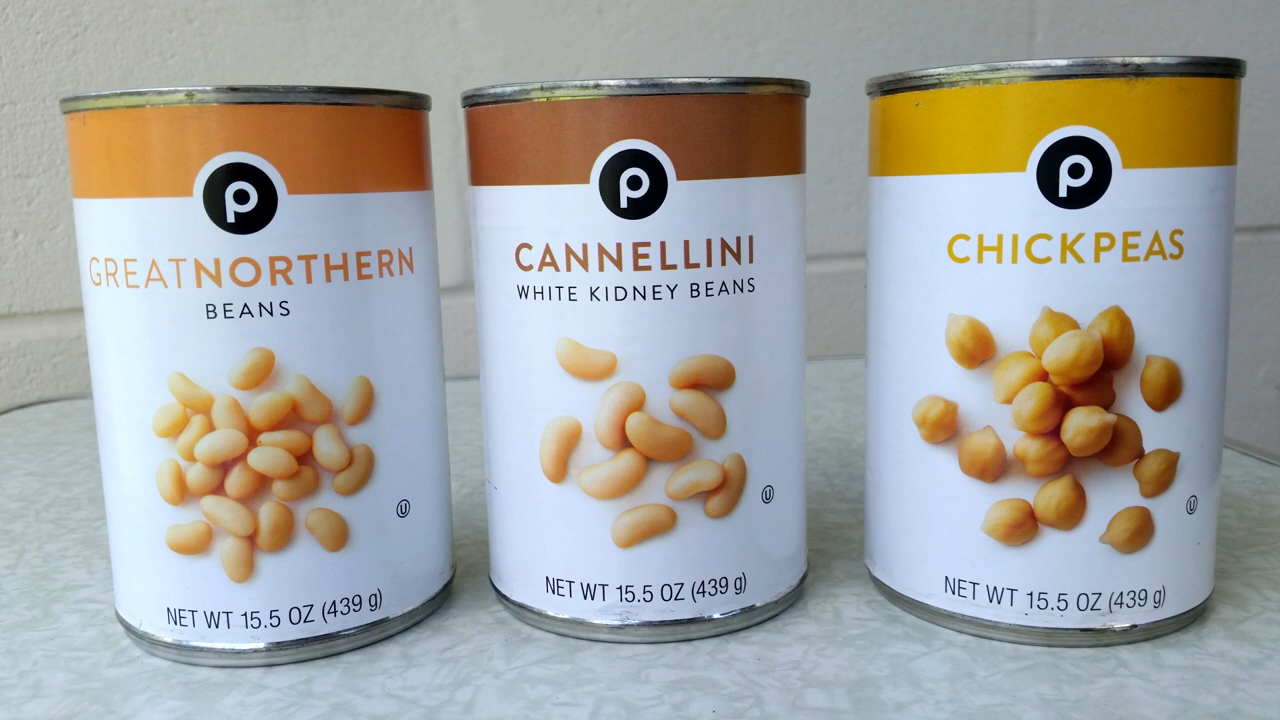 P
GREATNORTHERN
BEANS
U
NET WT 15.5 OZ (439 g)
P
CANNELLINI
WHITE KIDNEY BEANS
U
NET WT 15.5 OZ (439 g)
P
CHICKPEAS
U
NET WT 15.5 OZ (439 g)